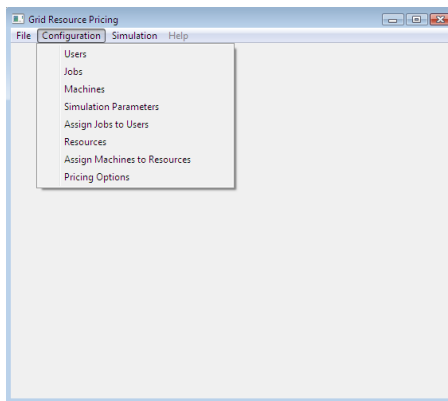 Grid Resource Pricing
File Configuration Simulation Help
Users
Jobs
Machines
Simulation Parameters
Assign Jobs to Users
Resources
Assign Machines to Resources
Pricing Options